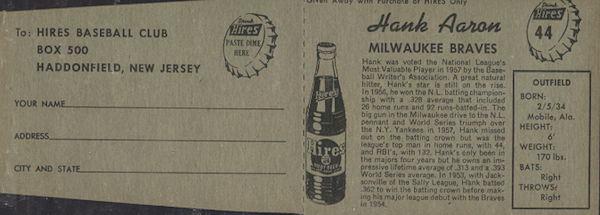 To: HIRES BASEBALL CLUB
BOX 500
HADDONFIELD, NEW JERSEY
YOUR NAME
ADDRESS
CITY AND STATE
Drink
Hires
PASTE DIME
HERE
Given Away with Purchase of HIRES Only
Hank Aaron
MILWAUKEE BRAVES
Hank was voted the National League's
Most Valuable Player in 1957 by the Base-
ball Writer's Association. A great natural
hitter, Hank's star is still on the rise.
In 1956, he won the N.L. batting champion-
ship with a .328 average that included
26 home runs and 92 runs-batted-in. The
big gun in the Milwaukee drive to the N.L.
pennant and World Series triumph over
the N.Y. Yankees in 1957, Hank missed
out on the batting crown but was the
league's top man in home runs, with 44,
and RBI's, with 132. Hank's only been in
the majors four years but he owns an im-
pressive lifetime average of .313 and a .393
World Series average. In 1953, with Jack-
sonville of the Sally League, Hank batted
.362 to win the batting crown before mak-
ing his major league debut with the Braves
in 1954.
Hires
Hires
Drink
Hires
44
OUTFIELD
BORN:
2/5/34
Mobile, Ala.
HEIGHT:
6'
WEIGHT:
170 lbs.
BATS:
Right
THROWS:
Right